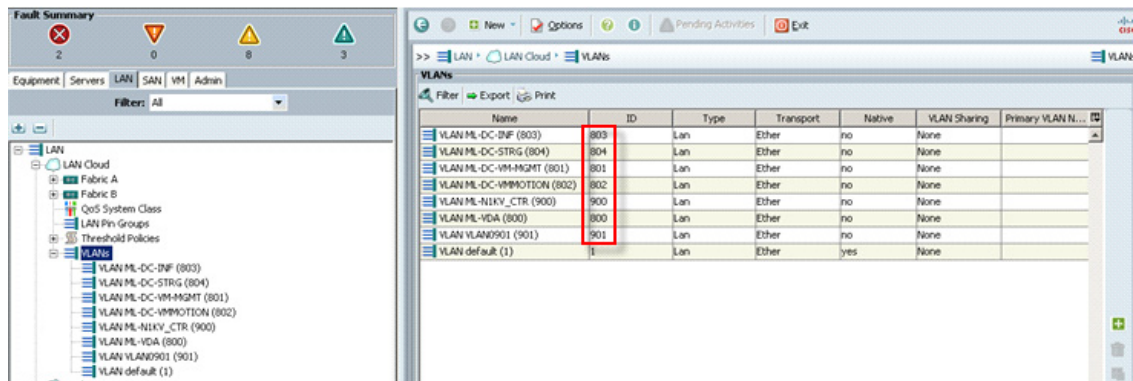 Fault Summary
2 0 8 3
Equipment Servers LAN SAN VM Admin
Filter: All
LAN
LAN Cloud
Fabric A
Fabric B
QoS System Class
LAN Pin Groups
Threshold Policies
VLANs
VLAN ML-DC-INF (803)
VLAN ML-DC-STRG (804)
VLAN ML-DC-VM-MGMT (801)
VLAN ML-DC-VMMOTION (802)
VLAN ML-N1KV_CTR (900)
VLAN ML-VDA (800)
VLAN VLAN0901 (901)
VLAN default (1)
New Options Pending Activities Exit
>> LAN LAN Cloud VLANs
VLANs
Filter Export Print
Name ID Type Transport Native VLAN Sharing Primary VLAN N...
VLAN ML-DC-INF (803) 803 Lan Ether no None
VLAN ML-DC-STRG (804) 804 Lan Ether no None
VLAN ML-DC-VM-MGMT (801) 801 Lan Ether no None
VLAN ML-DC-VMMOTION (802) 802 Lan Ether no None
VLAN ML-N1KV_CTR (900) 900 Lan Ether no None
VLAN ML-VDA (800) 800 Lan Ether no None
VLAN VLAN0901 (901) 901 Lan Ether no None
VLAN default (1) 1 Lan Ether yes None